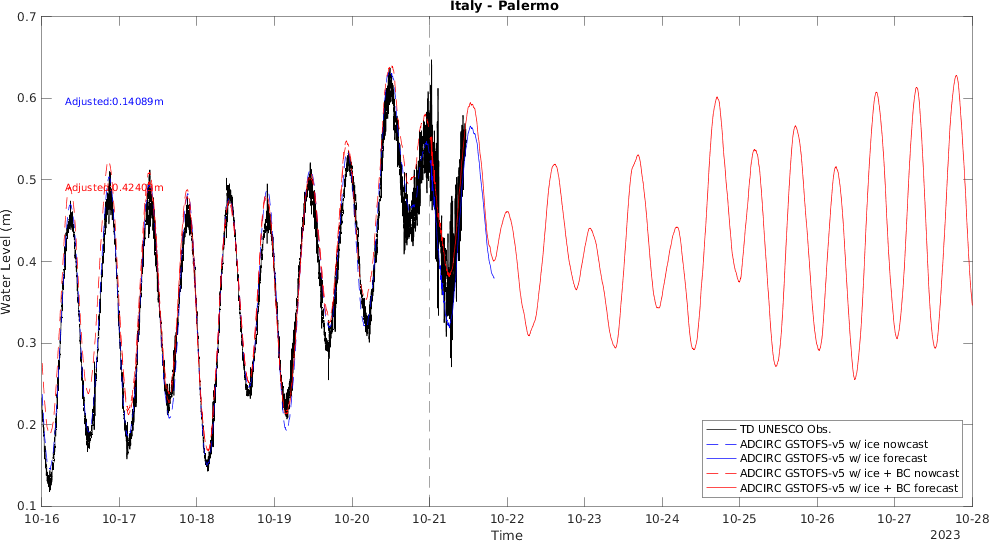 Italy - Palermo
0.7
0.6
0.5
0.4
0.3
0.2
0.1
Water Level (m)
Adjusted:0.14089m
TD UNESCO Obs.
ADCIRC GSTOFS-v5 w/ ice nowcast
ADCIRC GSTOFS-v5 w/ ice forecast
ADCIRC GSTOFS-v5 w/ ice + BC nowcast
ADCIRC GSTOFS-v5 w/ ice + BC forecast
10-16 10-17 10-18 10-19 10-20 10-21 10-22 10-23 10-24 10-25 10-26 10-27 10-28
Time
2023